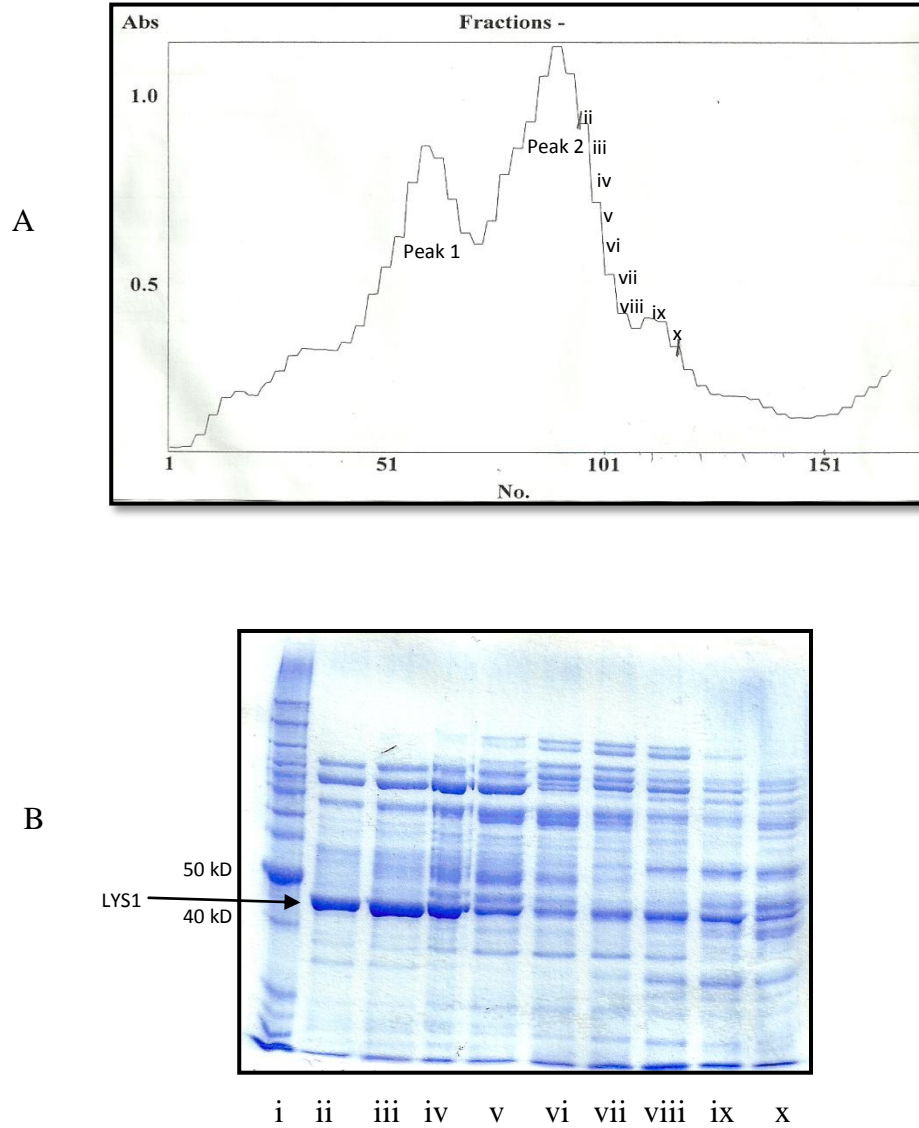 Abs
Fractions -
1.0
0.5
Peak 1
Peak 2
ii
iii
iv
v
vi
vii
viii
ix
x
1 51 101 151
No.
A
50 kD
LYS1
40 kD
B
i ii iii iv v vi vii viii ix x